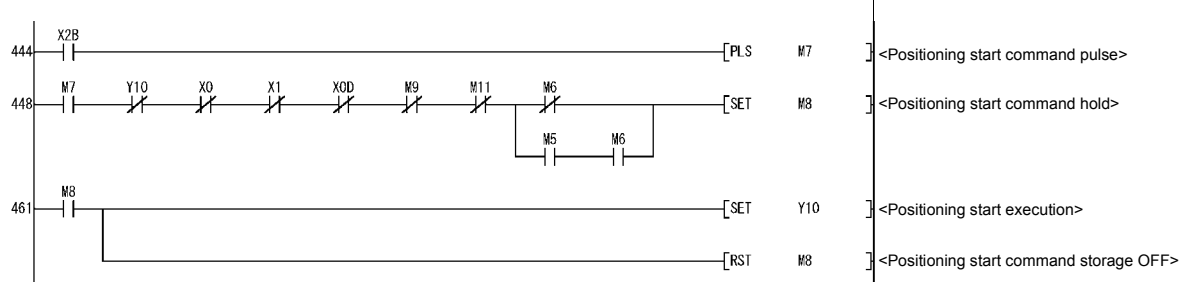 X2B
444 PLS M7 <Positioning start command pulse>
M7 Y10 X0 X1 X0D M9 M11 M6
448 SET M8 <Positioning start command hold>
M5 M6
M8
461 SET Y10 <Positioning start execution>
RST M8 <Positioning start command storage OFF>